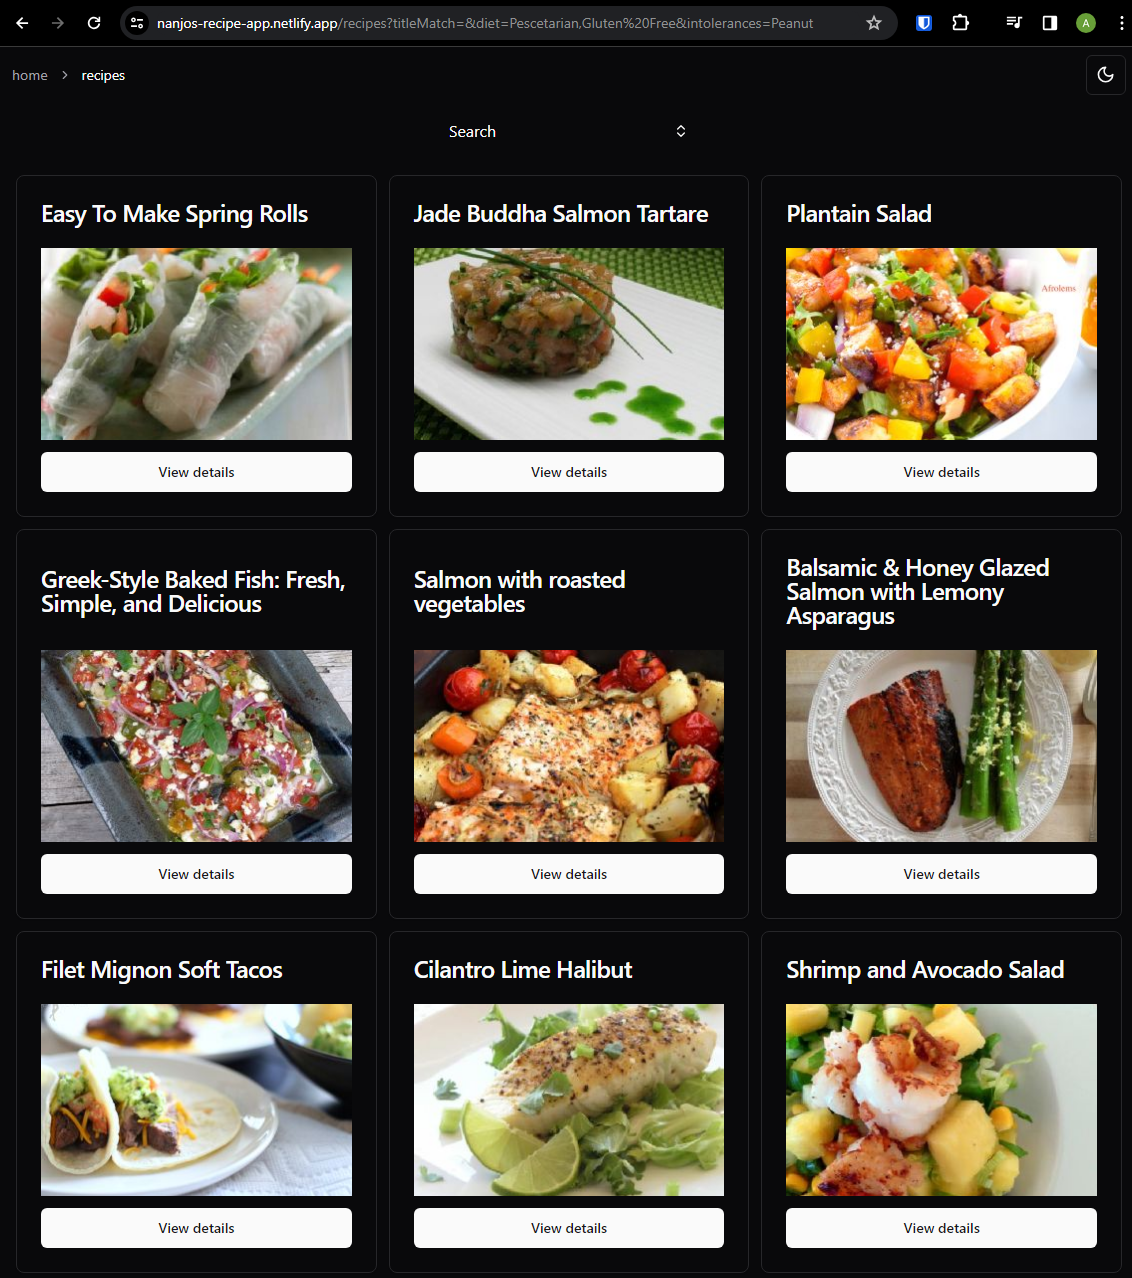 nanjos-recipe-app.netlify.app/recipes?titleMatch=&diet=Pescetarian,Gluten%20Free&intolerances=Peanut
A
home > recipes
Search
Easy To Make Spring Rolls
Jade Buddha Salmon Tartare
Plantain Salad
Afrolems
View details
View details
View details
Greek-Style Baked Fish: Fresh,
Simple, and Delicious
Salmon with roasted
vegetables
Balsamic & Honey Glazed
Salmon with Lemony
Asparagus
View details
View details
View details
Filet Mignon Soft Tacos
Cilantro Lime Halibut
Shrimp and Avocado Salad
View details
View details
View details